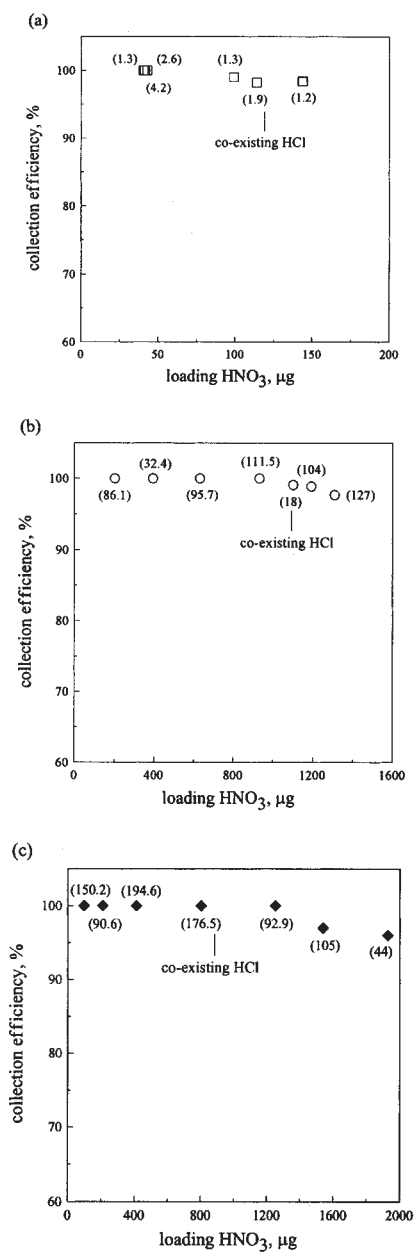 (a)
(1.3) (2.6) (1.3)
100
(4.2) (1.9) (1.2)
co-existing HCl
90
80
70
60
collection efficiency, %
0 50 100 150 200
loading HNO3, μg
(b)
(32.4) (111.5) (104)
100
(86.1) (95.7) (18) (127)
co-existing HCl
90
80
70
60
collection efficiency, %
0 400 800 1200 1600
loading HNO3, μg
(c)
(150.2) (194.6)
100
(90.6) (176.5) (92.9) (105) (44)
co-existing HCl
90
80
70
60
collection efficiency, %
0 400 800 1200 1600 2000
loading HNO3, μg